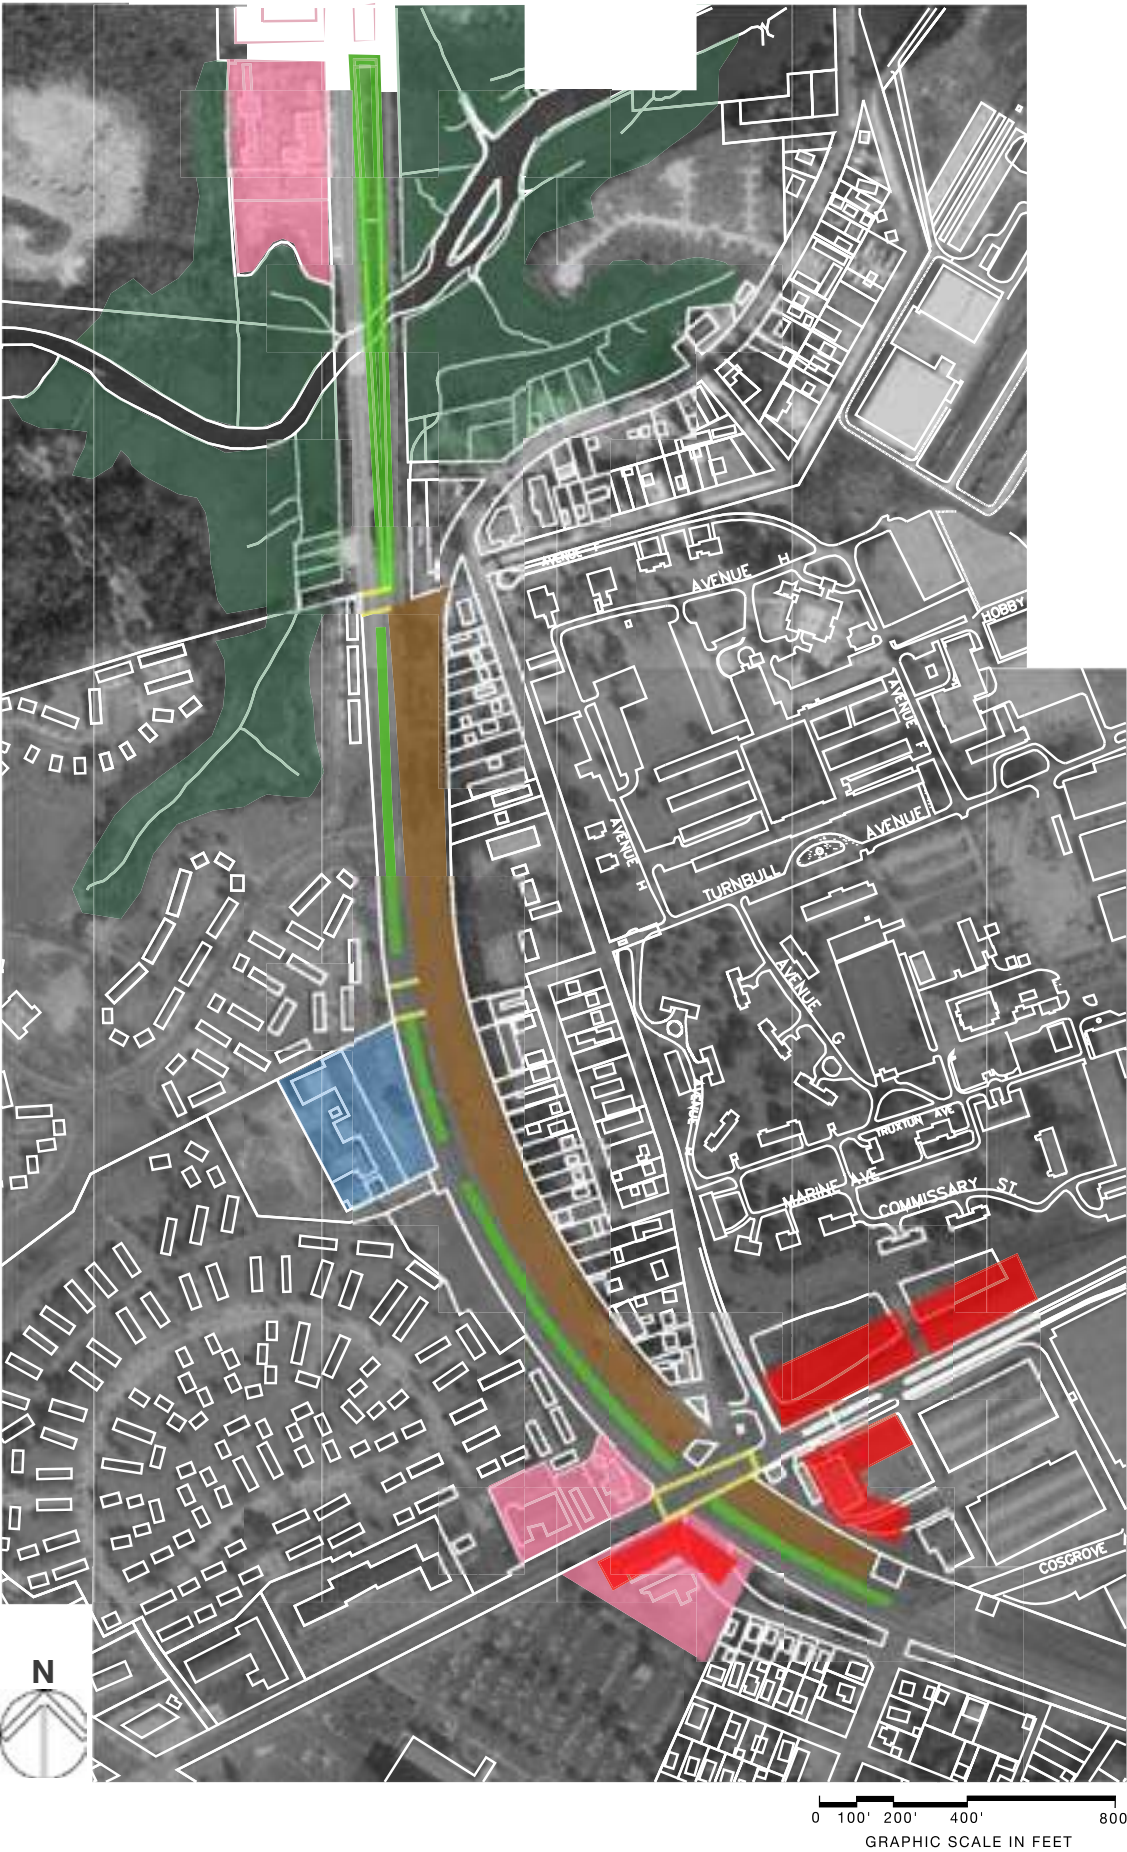 AVENUE F
AVENUE H
HOBBY
AVENUE F
AVENUE H
TURNBULL AVENUE
AVENUE G
AVENUE H
TRUXTUN AVE
MARINE AVE
COMMISSARY ST.
COSGROVE
N
0 100' 200' 400' 800
GRAPHIC SCALE IN FEET